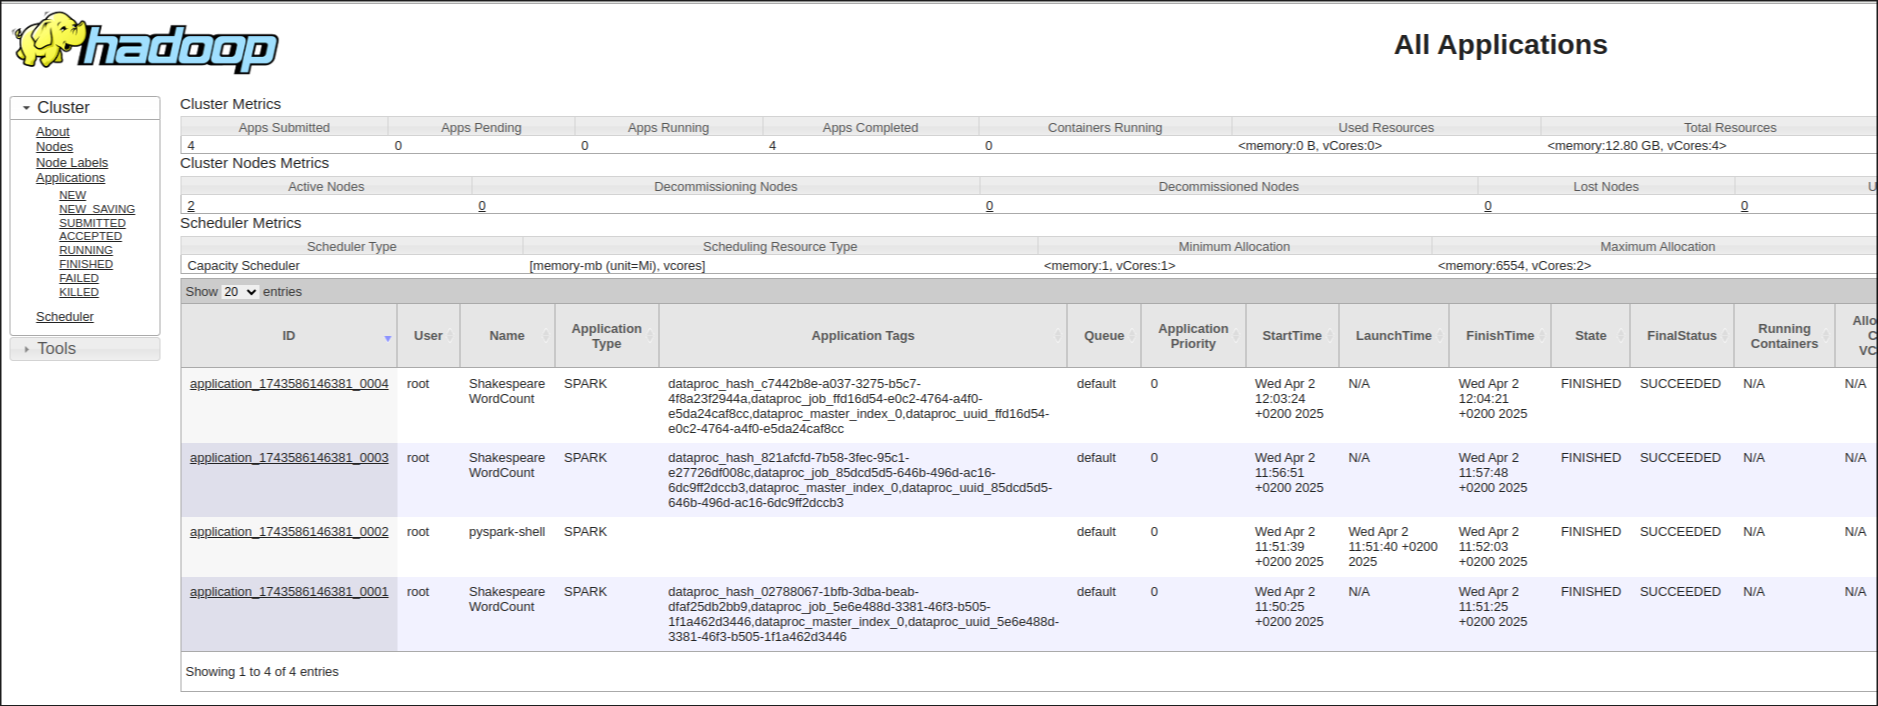 hadoop
All Applications
Cluster
About
Nodes
Node Labels
Applications
NEW
NEW_SAVING
SUBMITTED
ACCEPTED
RUNNING
FINISHED
FAILED
KILLED
Scheduler
Tools
Cluster Metrics
Apps Submitted Apps Pending Apps Running Apps Completed Containers Running Used Resources Total Resources
4 0 0 4 0 <memory:0 B, vCores:0> <memory:12.80 GB, vCores:4>
Cluster Nodes Metrics
Active Nodes Decommissioning Nodes Decommissioned Nodes Lost Nodes U
2 0 0 0 0
Scheduler Metrics
Scheduler Type Scheduling Resource Type Minimum Allocation Maximum Allocation
Capacity Scheduler [memory-mb (unit=Mi), vcores] <memory:1, vCores:1> <memory:6554, vCores:2>
Show 20 entries
ID User Name Application Type Application Tags Queue Application Priority StartTime LaunchTime FinishTime State FinalStatus Running Containers Allo C VC
application_1743586146381_0004 root Shakespeare SPARK dataproc_hash_c7442b8e-a037-3275-b5c7- default 0 Wed Apr 2 N/A Wed Apr 2 FINISHED SUCCEEDED N/A N/A
WordCount 4f8a23f2944a,dataproc_job_ffd16d54-e0c2-4764-a4f0- 12:03:24 12:04:21
e5da24caf8cc,dataproc_master_index_0,dataproc_uuid_ffd16d54- +0200 2025 +0200 2025
e0c2-4764-a4f0-e5da24caf8cc
application_1743586146381_0003 root Shakespeare SPARK dataproc_hash_821afcfd-7b58-3fec-95c1- default 0 Wed Apr 2 N/A Wed Apr 2 FINISHED SUCCEEDED N/A N/A
WordCount e27726df008c,dataproc_job_85dcd5d5-646b-496d-ac16- 11:56:51 11:57:48
6dc9ff2dccb3,dataproc_master_index_0,dataproc_uuid_85dcd5d5- +0200 2025 +0200 2025
646b-496d-ac16-6dc9ff2dccb3
application_1743586146381_0002 root pyspark-shell SPARK default 0 Wed Apr 2 Wed Apr 2 Wed Apr 2 FINISHED SUCCEEDED N/A N/A
11:51:39 11:51:40 +0200 11:52:03
+0200 2025 2025 +0200 2025
application_1743586146381_0001 root Shakespeare SPARK dataproc_hash_02788067-1bfb-3dba-beab- default 0 Wed Apr 2 N/A Wed Apr 2 FINISHED SUCCEEDED N/A N/A
WordCount dfaf25db2bb9,dataproc_job_5e6e488d-3381-46f3-b505- 11:50:25 11:51:25
1f1a462d3446,dataproc_master_index_0,dataproc_uuid_5e6e488d- +0200 2025 +0200 2025
3381-46f3-b505-1f1a462d3446
Showing 1 to 4 of 4 entries